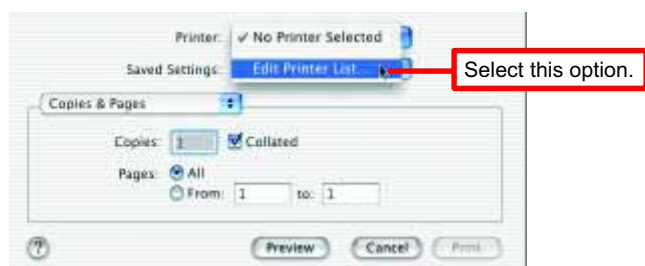 Printer: ✓ No Printer Selected
Saved Settings: Edit Printer List...
Select this option.
Copies & Pages
Copies: 1 Collated
Pages: All
From: 1 to: 1
? Preview Cancel Print